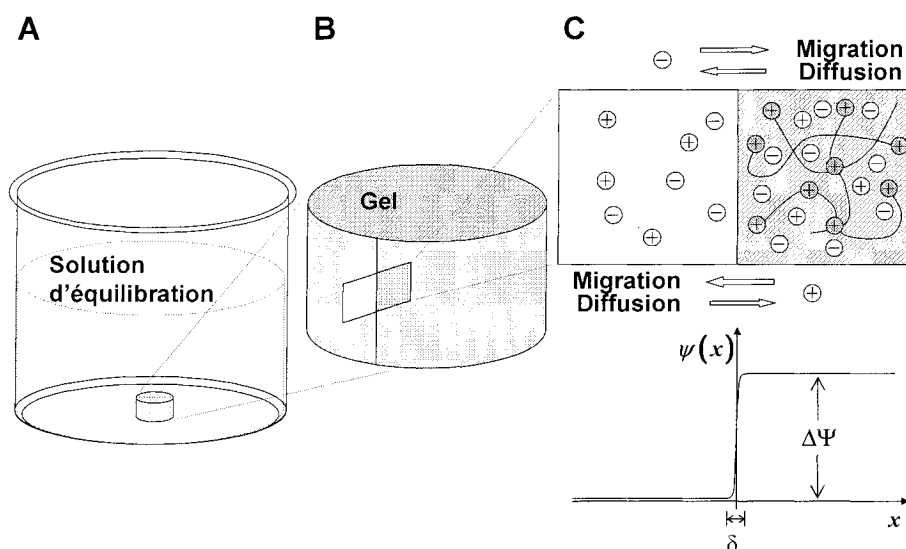 A
B
C
Migration
Diffusion
Gel
Solution
d'équilibration
Migration
Diffusion
ψ(x)
ΔΨ
x
δ